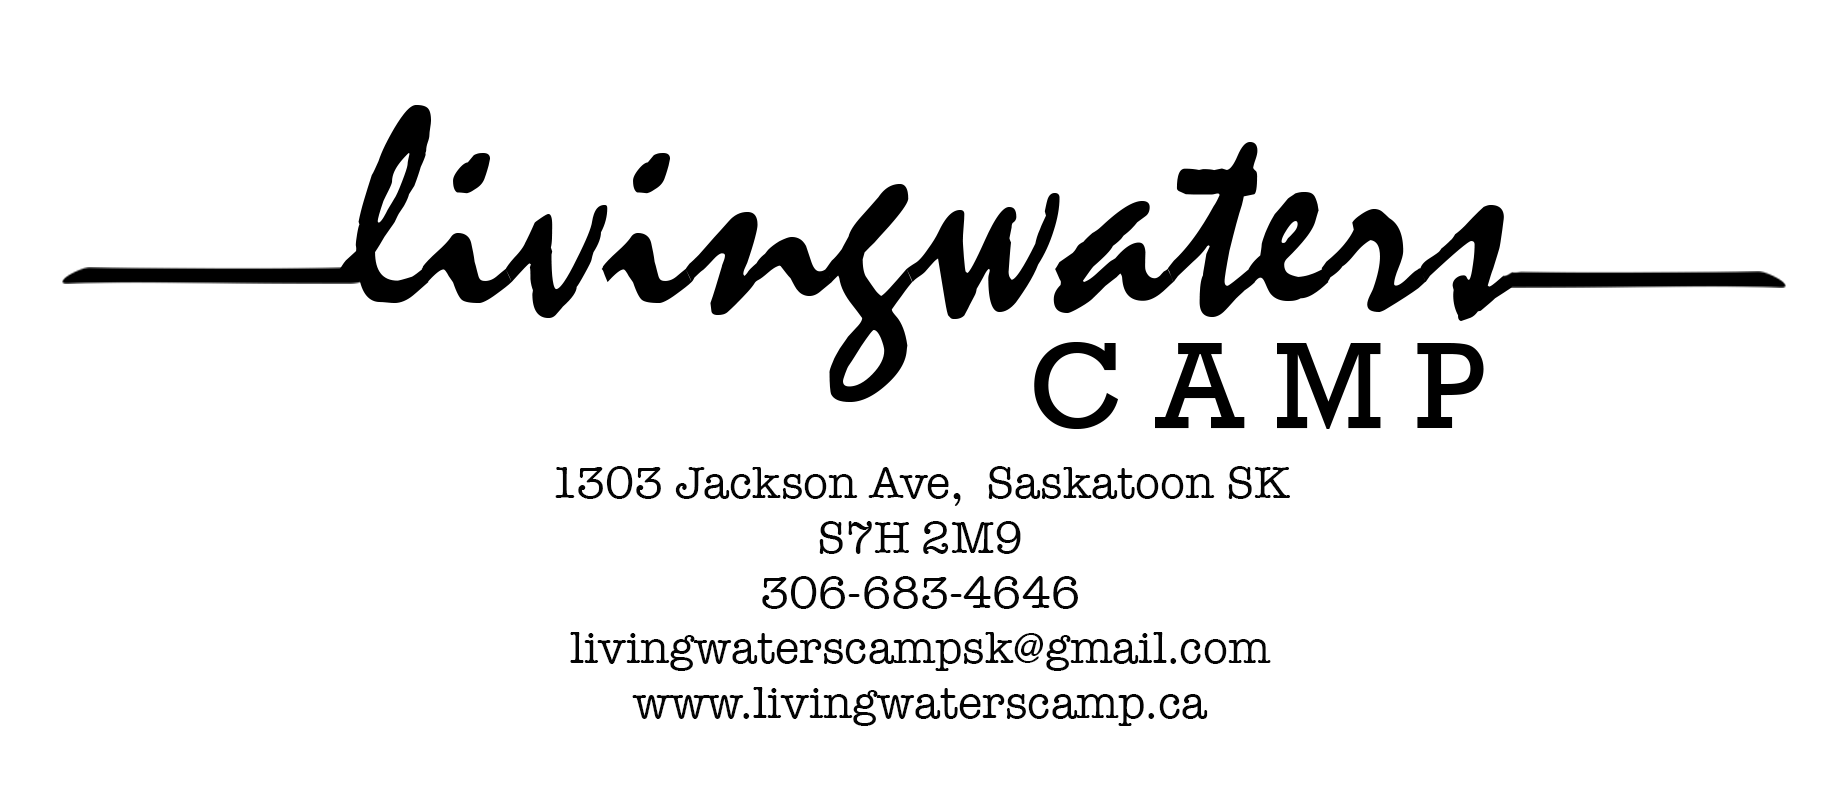 livingwaters
CAMP
1303 Jackson Ave,  Saskatoon SK
S7H 2M9
306-683-4646
livingwaterscampsk@gmail.com
www.livingwaterscamp.ca